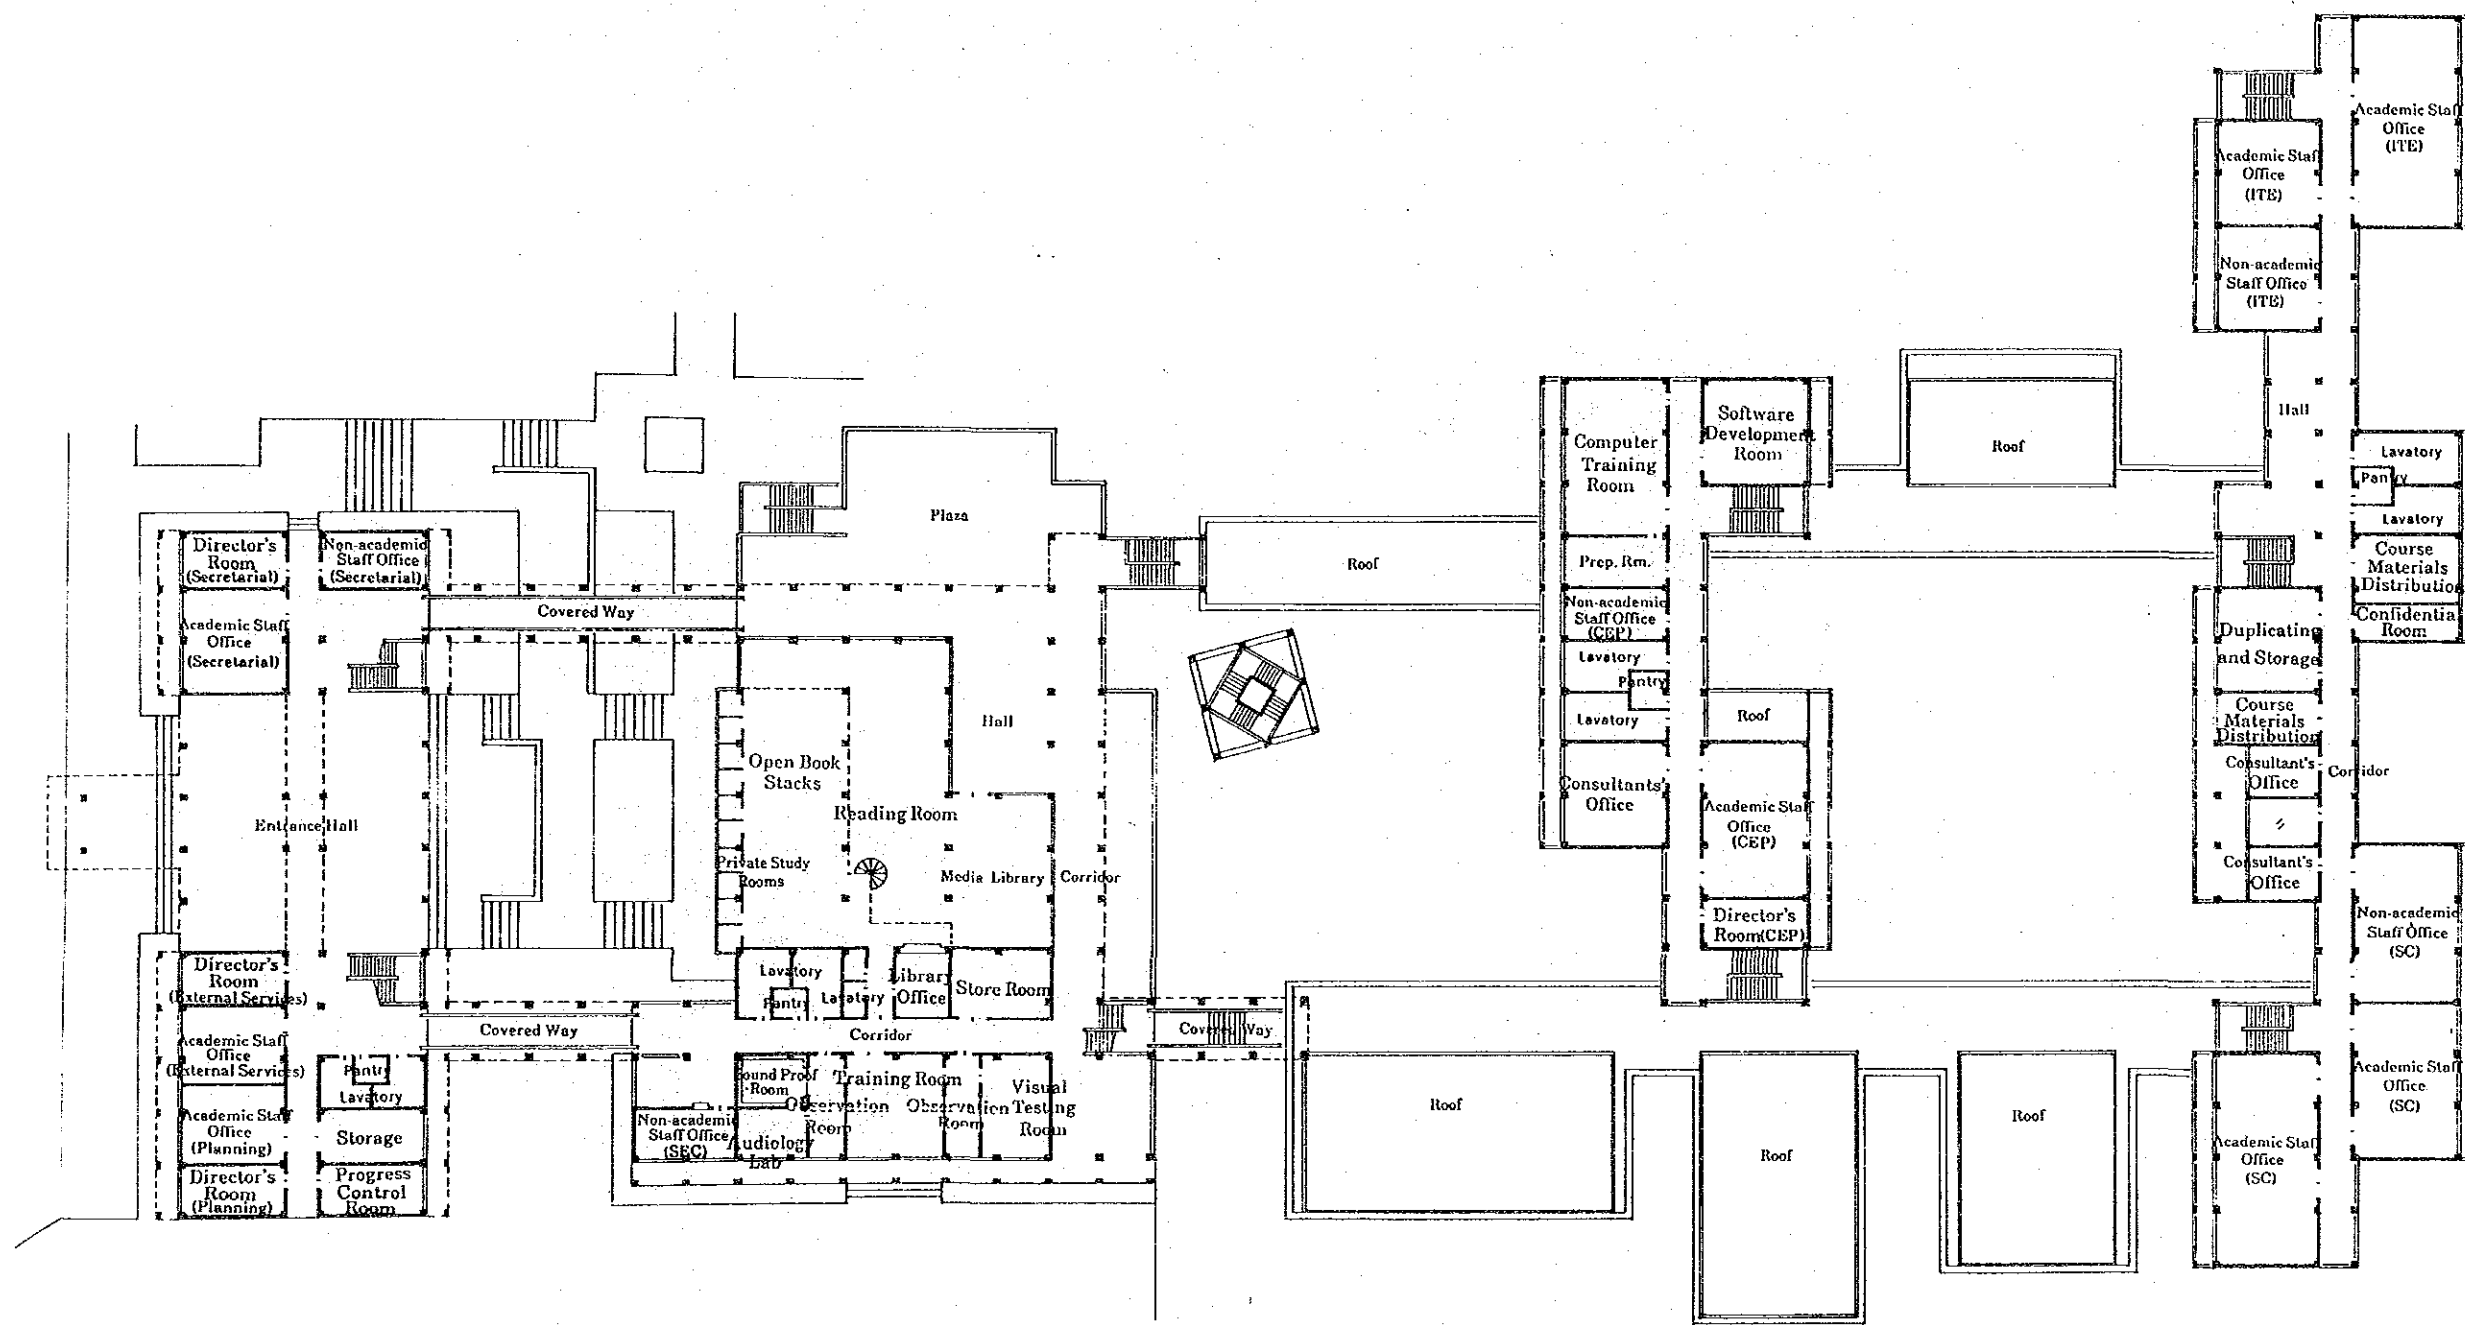 Director's
Room
(Secretarial)
Non-academic
Staff Office
(Secretarial)
Academic Staff
Office
(Secretarial)
Covered Way
Entrance Hall
Director's
Room
(External Services)
Academic Staff
Office
(External Services)
Academic Staff
Office
(Planning)
Director's
Room
(Planning)
Pantry
Lavatory
Storage
Progress
Control
Room
Covered Way
Plaza
Hall
Open Book
Stacks
Reading Room
Private Study
Rooms
Media Library
Corridor
Lavatory
Pantry
Lavatory
Library
Office
Store Room
Corridor
Covered Way
Sound Proof
Room
Training Room
Observation
Room
Observation
Room
Visual
Testing
Room
Non-academic
Staff Office
(SEC)
Audiology
Lab
Roof
Computer
Training
Room
Software
Development
Room
Prep. Rm.
Non-academic
Staff Office
(CEP)
Lavatory
Pantry
Lavatory
Roof
Consultants'
Office
Academic Staff
Office
(CEP)
Director's
Room(CEP)
Roof
Roof
Roof
Roof
Academic Staff
Office
(ITE)
Academic Staff
Office
(ITE)
Non-academic
Staff Office
(ITE)
Hall
Lavatory
Pantry
Lavatory
Course
Materials
Distribution
Confidential
Room
Duplicating
and Storage
Course
Materials
Distribution
Consultant's
Office
Corridor
Consultant's
Office
Non-academic
Staff Office
(SC)
Academic Staff
Office
(SC)
Academic Staff
Office
(SC)